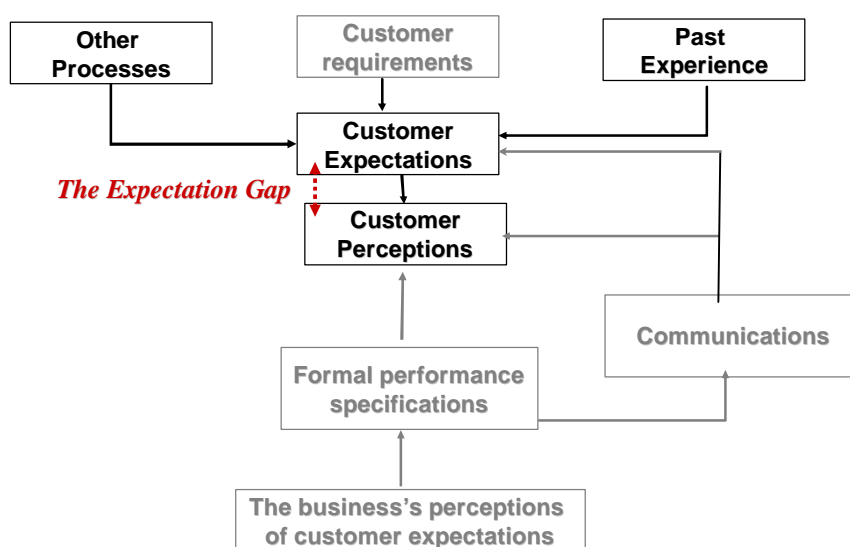 Other
Processes
Customer
requirements
Past
Experience
Customer
Expectations
The Expectation Gap
Customer
Perceptions
Communications
Formal performance
specifications
The business's perceptions
of customer expectations